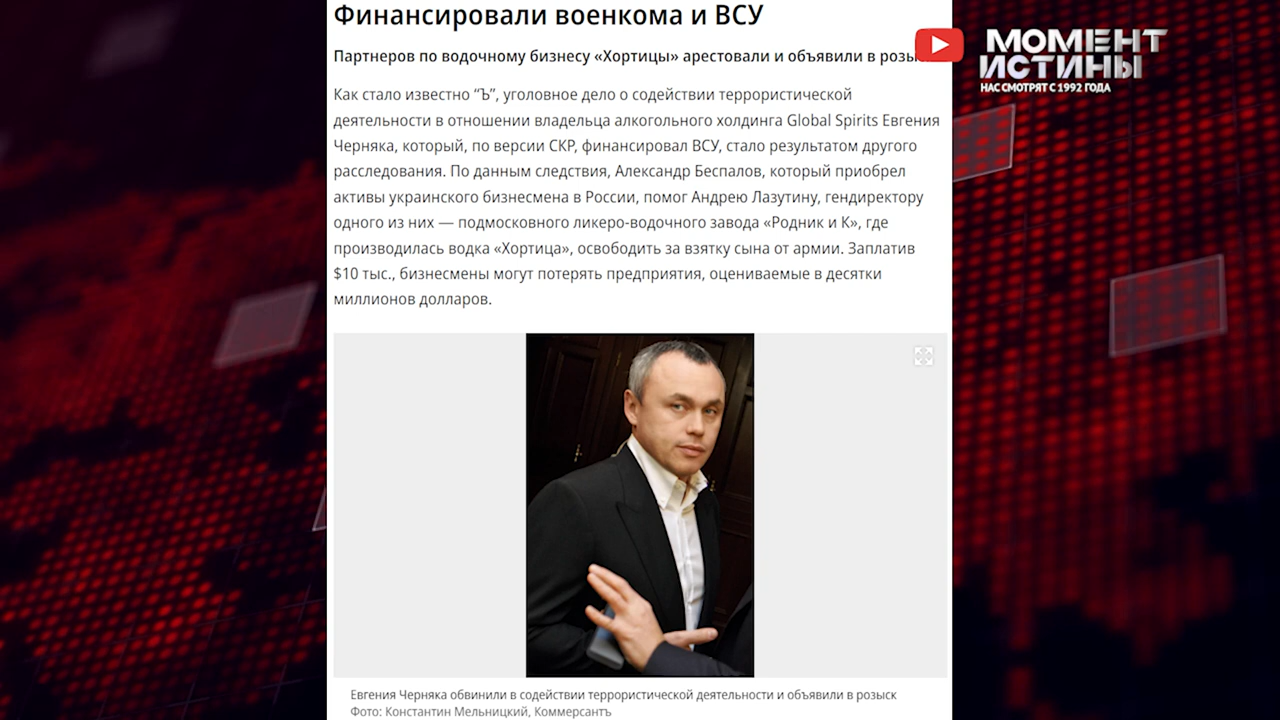 Финансировали военкома и ВСУ
Партнеров по водочному бизнесу «Хортицы» арестовали и объявили в розы
Как стало известно “Ъ”, уголовное дело о содействии террористической
деятельности в отношении владельца алкогольного холдинга Global Spirits Евгения
Черняка, который, по версии СКР, финансировал ВСУ, стало результатом другого
расследования. По данным следствия, Александр Беспалов, который приобрел
активы украинского бизнесмена в России, помог Андрею Лазутину, гендиректору
одного из них — подмосковного ликеро-водочного завода «Родник и К», где
производилась водка «Хортица», освободить за взятку сына от армии. Заплатив
$10 тыс., бизнесмены могут потерять предприятия, оцениваемые в десятки
миллионов долларов.
Евгения Черняка обвинили в содействии террористической деятельности и объявили в розыск
Фото: Константин Мельницкий, Коммерсантъ
МОМЕНТ
ИСТИНЫ
НАС СМОТРЯТ С 1992 ГОДА